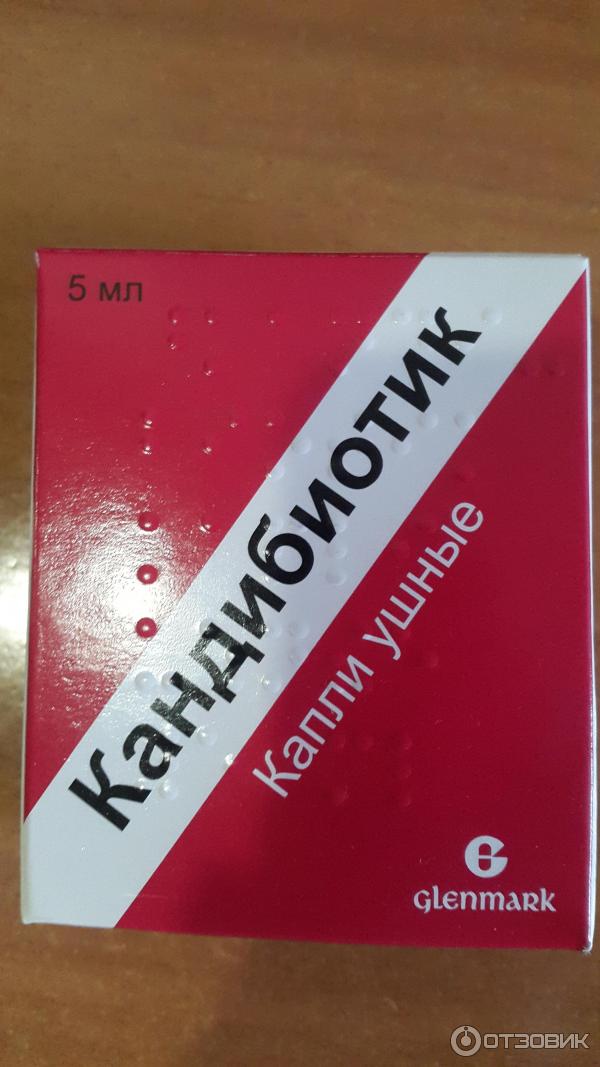 5 мл
Кандибиотик
Капли ушные
G
GLENMARK
ОТЗОВИК